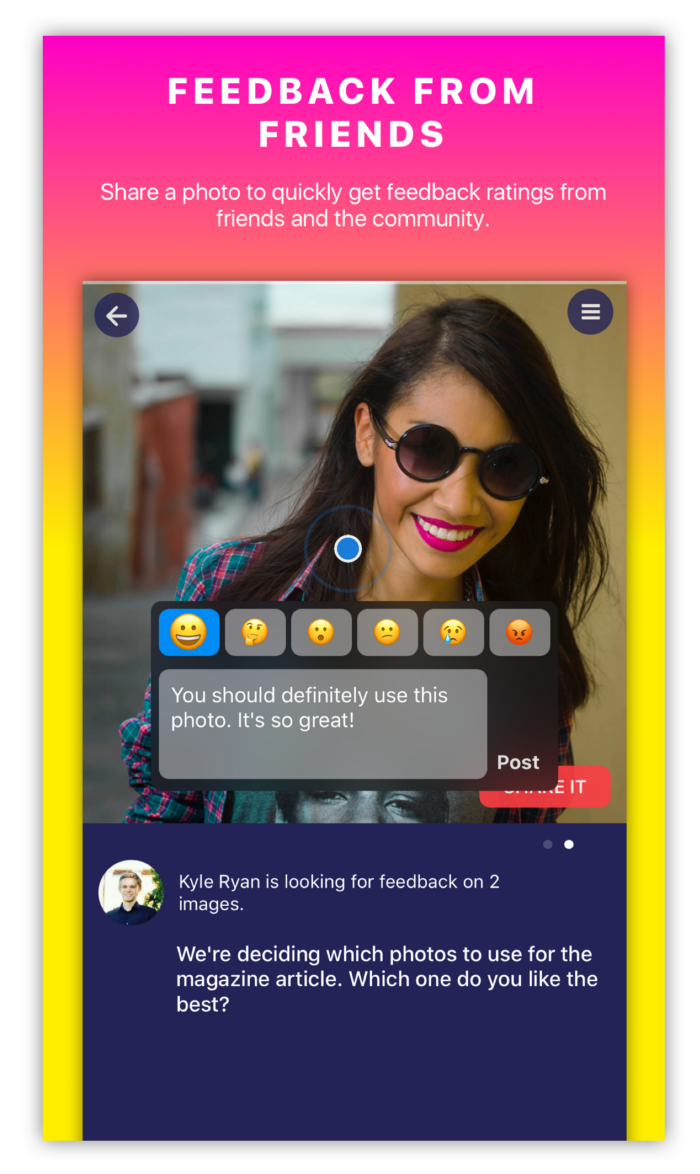 FEEDBACK FROM
FRIENDS
Share a photo to quickly get feedback ratings from
friends and the community.
You should definitely use this
photo. It's so great!
Post
SHARE IT
Kyle Ryan is looking for feedback on 2
images.
We're deciding which photos to use for the
magazine article. Which one do you like the
best?